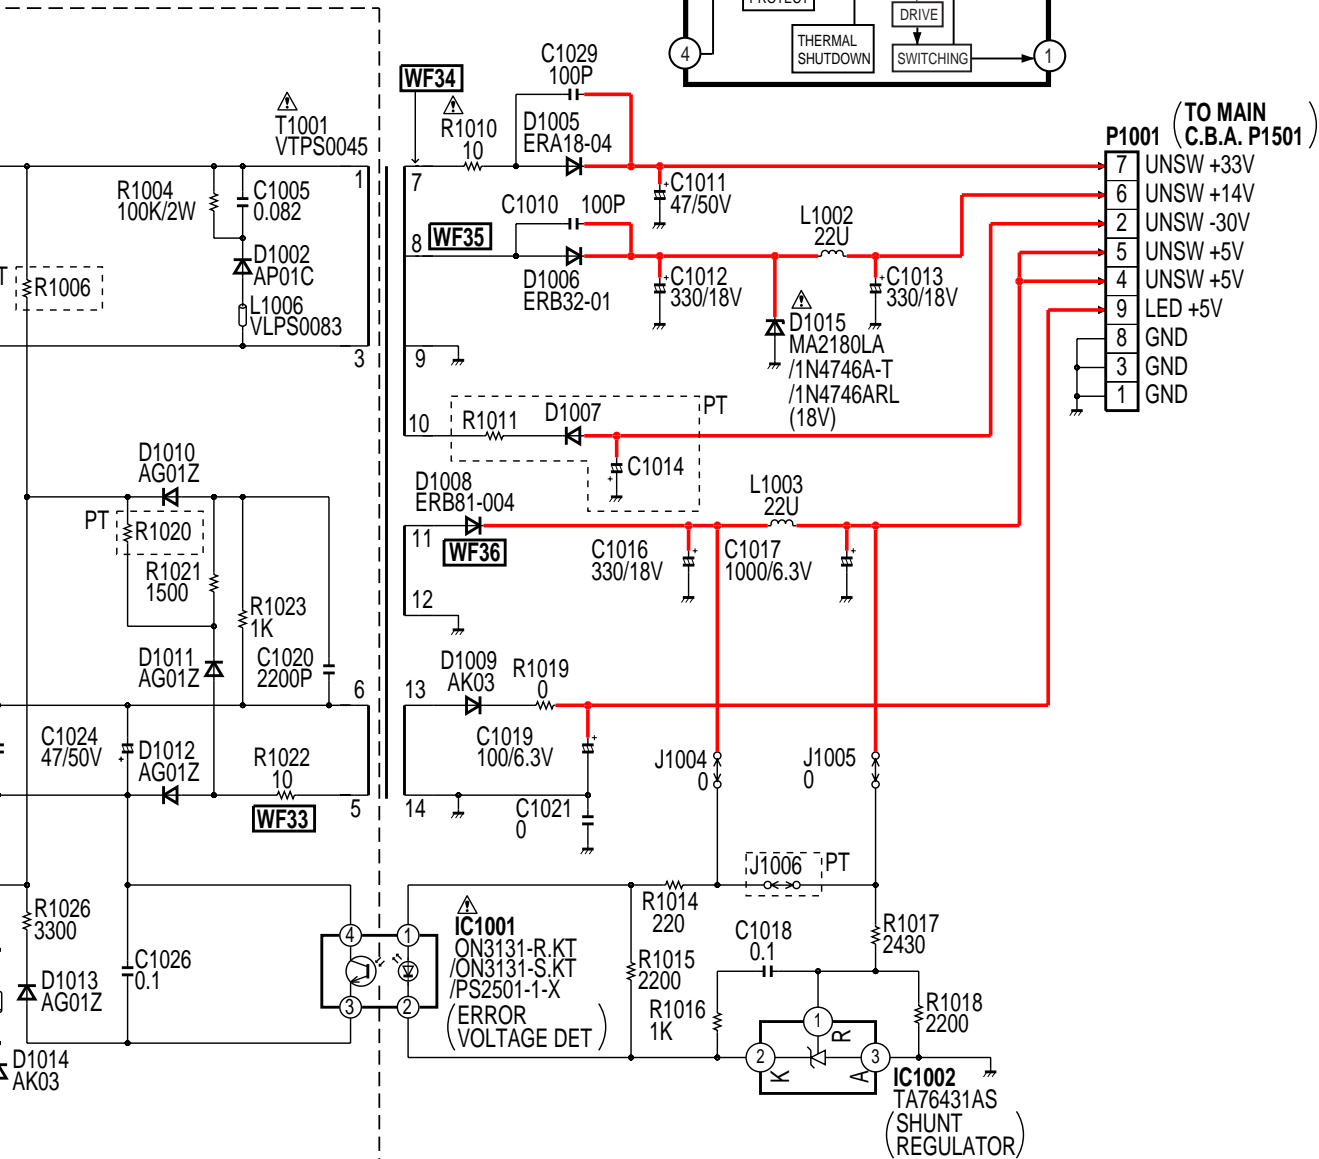 PROTECT
DRIVE
THERMAL
SHUTDOWN
SWITCHING
4
1
C1029
100P
WF34
T1001
VTPS0045
R1010
10
D1005
ERA18-04
TO MAIN
C.B.A. P1501
P1001
7 UNSW +33V
6 UNSW +14V
2 UNSW -30V
5 UNSW +5V
4 UNSW +5V
9 LED +5V
8 GND
3 GND
1 GND
1
7
R1004
100K/2W
C1005
0.082
+C1011
47/50V
C1010 100P
L1002
22U
8
WF35
D1002
AP01C
D1006
ERB32-01
+C1012
330/18V
+C1013
330/18V
T
R1006
L1006
VLPS0083
D1015
MA2180LA
/1N4746A-T
/1N4746ARL
(18V)
3
9
10
R1011
D1007
PT
C1014
+
D1010
AG01Z
D1008
ERB81-004
L1003
22U
PT
R1020
11
WF36
C1016
330/18V
+
C1017
1000/6.3V
+
R1021
1500
R1023
1K
12
D1011
AG01Z
C1020
2200P
D1009
AK03
R1019
0
6
13
C1024
47/50V
+
D1012
AG01Z
R1022
10
C1019
100/6.3V
+
J1004
0
J1005
0
WF33
5
14
C1021
0
J1006
PT
R1026
3300
IC1001
ON3131-R.KT
/ON3131-S.KT
/PS2501-1-X
(ERROR
VOLTAGE DET)
4
1
3
2
R1014
220
R1017
2430
C1018
0.1
R1015
2200
C1026
0.1
D1013
AG01Z
R1016
1K
R1018
2200
1
R
2
K
3
A
D1014
AK03
IC1002
TA76431AS
(SHUNT
REGULATOR)